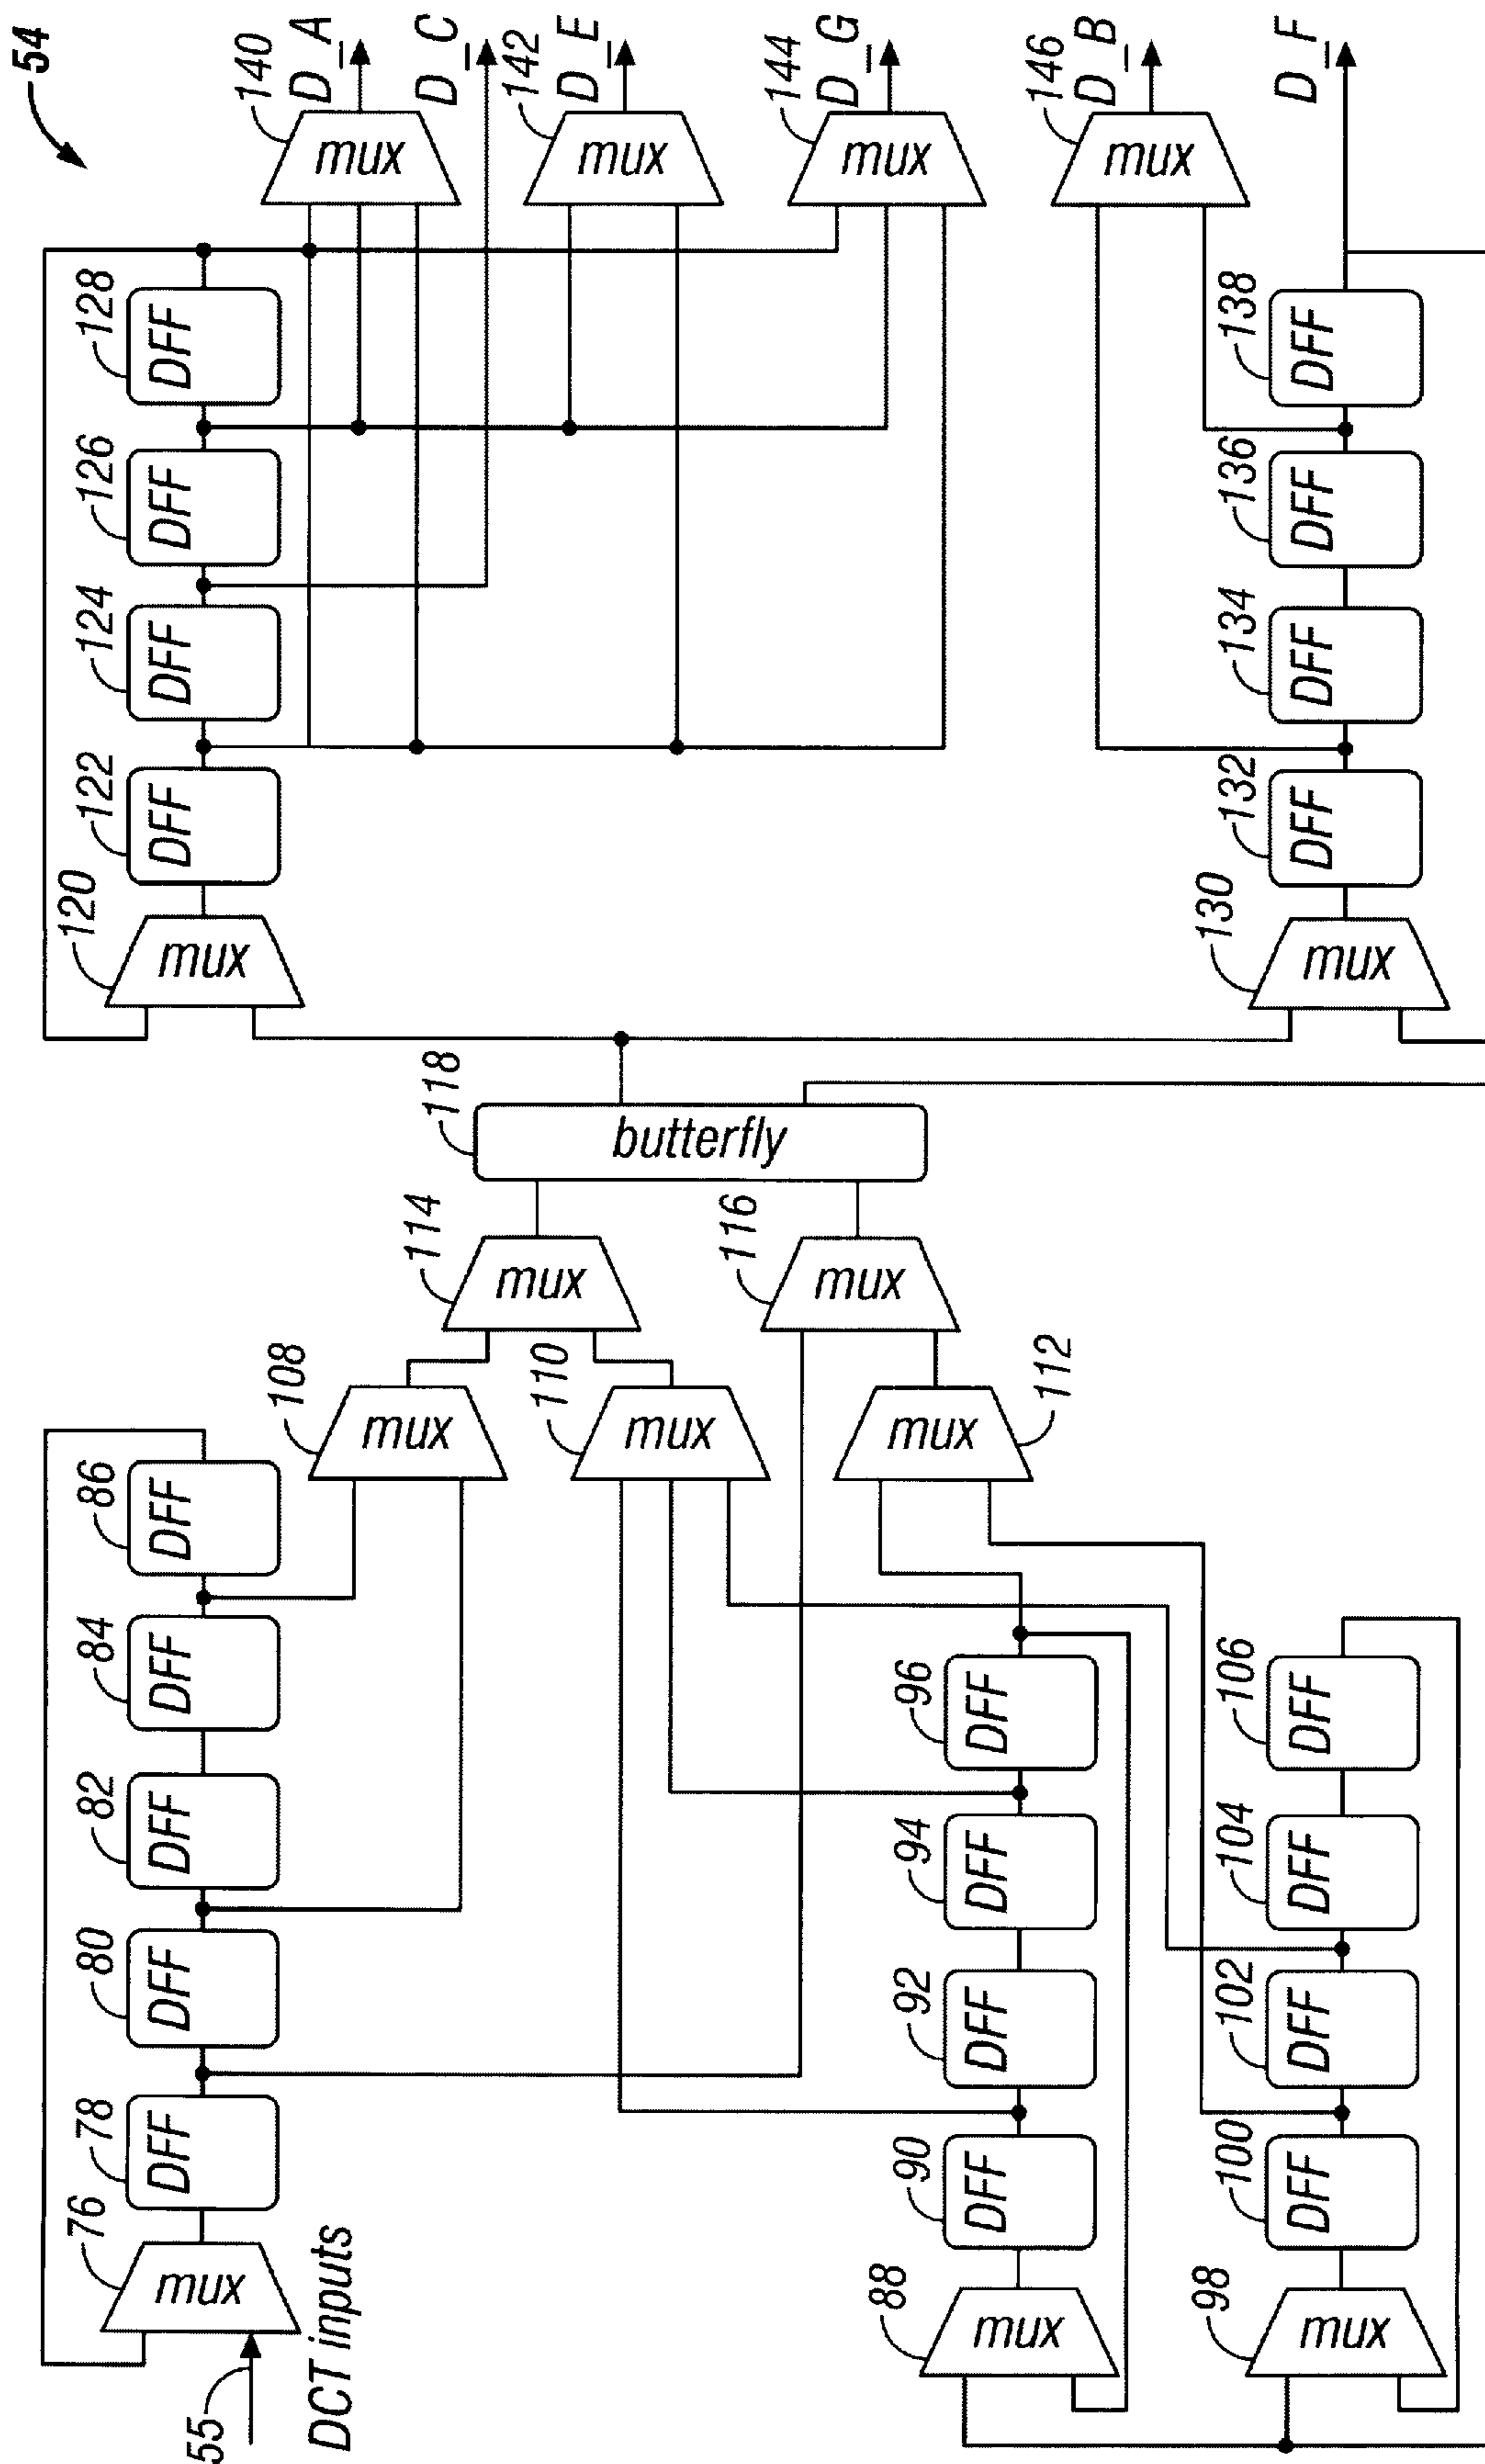 54
55
DCT inputs
76
mux
78
DFF
80
DFF
82
DFF
84
DFF
86
DFF
88
mux
90
DFF
92
DFF
94
DFF
96
DFF
98
mux
100
DFF
102
DFF
104
DFF
106
DFF
108
mux
110
mux
112
mux
114
mux
116
mux
118
butterfly
120
mux
122
DFF
124
DFF
126
DFF
128
DFF
130
mux
132
DFF
134
DFF
136
DFF
138
DFF
140
mux
D_A
D_C
142
mux
D_E
144
mux
D_G
146
mux
D_B
D_F